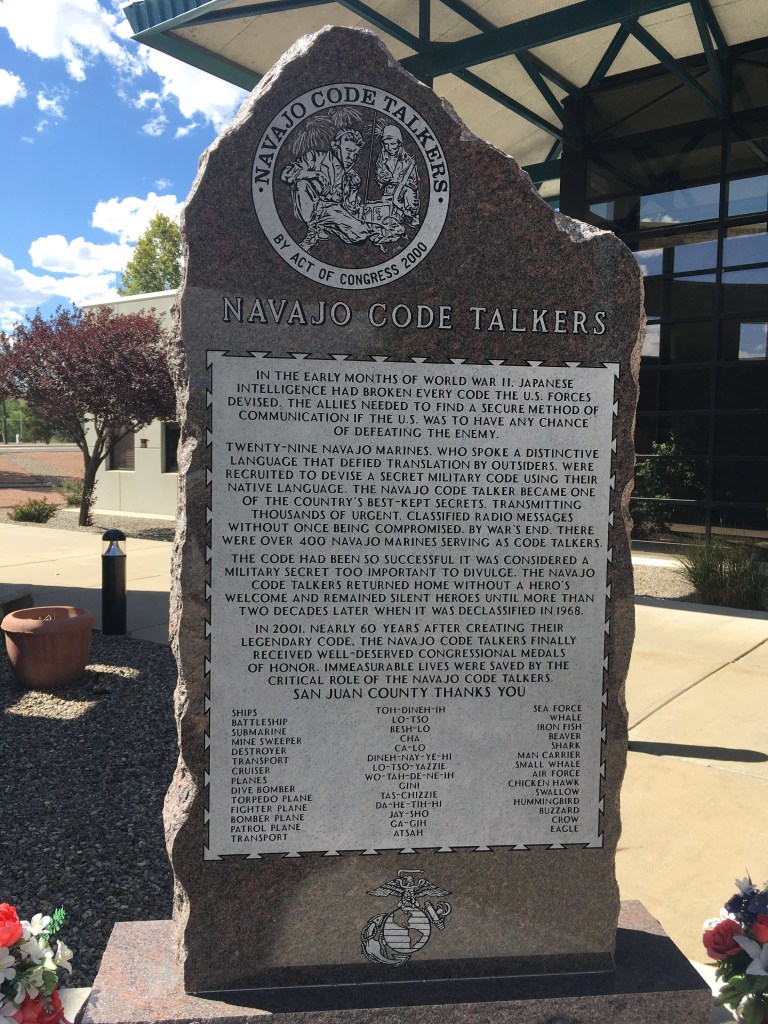 NAVAJO CODE TALKERS
BY ACT OF CONGRESS 2000
NAVAJO CODE TALKERS
IN THE EARLY MONTHS OF WORLD WAR II, JAPANESE
INTELLIGENCE HAD BROKEN EVERY CODE THE U.S. FORCES
DEVISED. THE ALLIES NEEDED TO FIND A SECURE METHOD OF
COMMUNICATION IF THE U.S. WAS TO HAVE ANY CHANCE
OF DEFEATING THE ENEMY.
TWENTY-NINE NAVAJO MARINES, WHO SPOKE A DISTINCTIVE
LANGUAGE THAT DEFIED TRANSLATION BY OUTSIDERS, WERE
RECRUITED TO DEVISE A SECRET MILITARY CODE USING THEIR
NATIVE LANGUAGE. THE NAVAJO CODE TALKER BECAME ONE
OF THE COUNTRY'S BEST-KEPT SECRETS, TRANSMITTING
THOUSANDS OF URGENT, CLASSIFIED RADIO MESSAGES
WITHOUT ONCE BEING COMPROMISED. BY WAR'S END, THERE
WERE OVER 400 NAVAJO MARINES SERVING AS CODE TALKERS.
THE CODE HAD BEEN SO SUCCESSFUL IT WAS CONSIDERED A
MILITARY SECRET TOO IMPORTANT TO DIVULGE. THE NAVAJO
CODE TALKERS RETURNED HOME WITHOUT A HERO'S
WELCOME AND REMAINED SILENT HEROES UNTIL MORE THAN
TWO DECADES LATER WHEN IT WAS DECLASSIFIED IN 1968.
IN 2001, NEARLY 60 YEARS AFTER CREATING THEIR
LEGENDARY CODE, THE NAVAJO CODE TALKERS FINALLY
RECEIVED WELL-DESERVED CONGRESSIONAL MEDALS
OF HONOR. IMMEASURABLE LIVES WERE SAVED BY THE
CRITICAL ROLE OF THE NAVAJO CODE TALKERS.
SAN JUAN COUNTY THANKS YOU
SHIPS TOH-DINEH-IH SEA FORCE
BATTLESHIP LO-TSO WHALE
SUBMARINE BESH-LO IRON FISH
MINE SWEEPER CHA BEAVER
DESTROYER CA-LO SHARK
TRANSPORT DINEH-NAY-YE-HI MAN CARRIER
CRUISER LO-TSO-YAZZIE SMALL WHALE
PLANES WO-TAH-DE-NE-IH AIR FORCE
DIVE BOMBER GINI CHICKEN HAWK
TORPEDO PLANE TAS-CHIZZIE SWALLOW
FIGHTER PLANE DA-HE-TIH-HI HUMMINGBIRD
BOMBER PLANE JAY-SHO BUZZARD
PATROL PLANE GA-GIH CROW
TRANSPORT ATSAH EAGLE